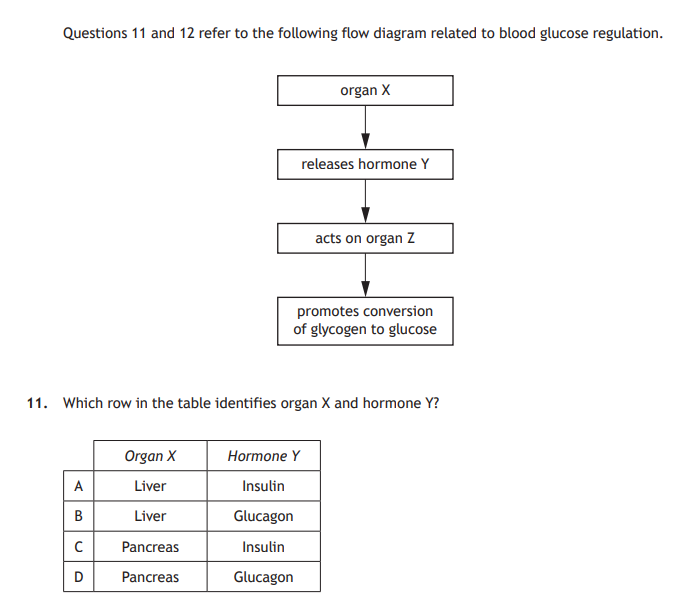 Questions 11 and 12 refer to the following flow diagram related to blood glucose regulation.
organ X
releases hormone Y
acts on organ Z
promotes conversion
of glycogen to glucose
11. Which row in the table identifies organ X and hormone Y?
Organ X Hormone Y
A Liver Insulin
B Liver Glucagon
C Pancreas Insulin
D Pancreas Glucagon